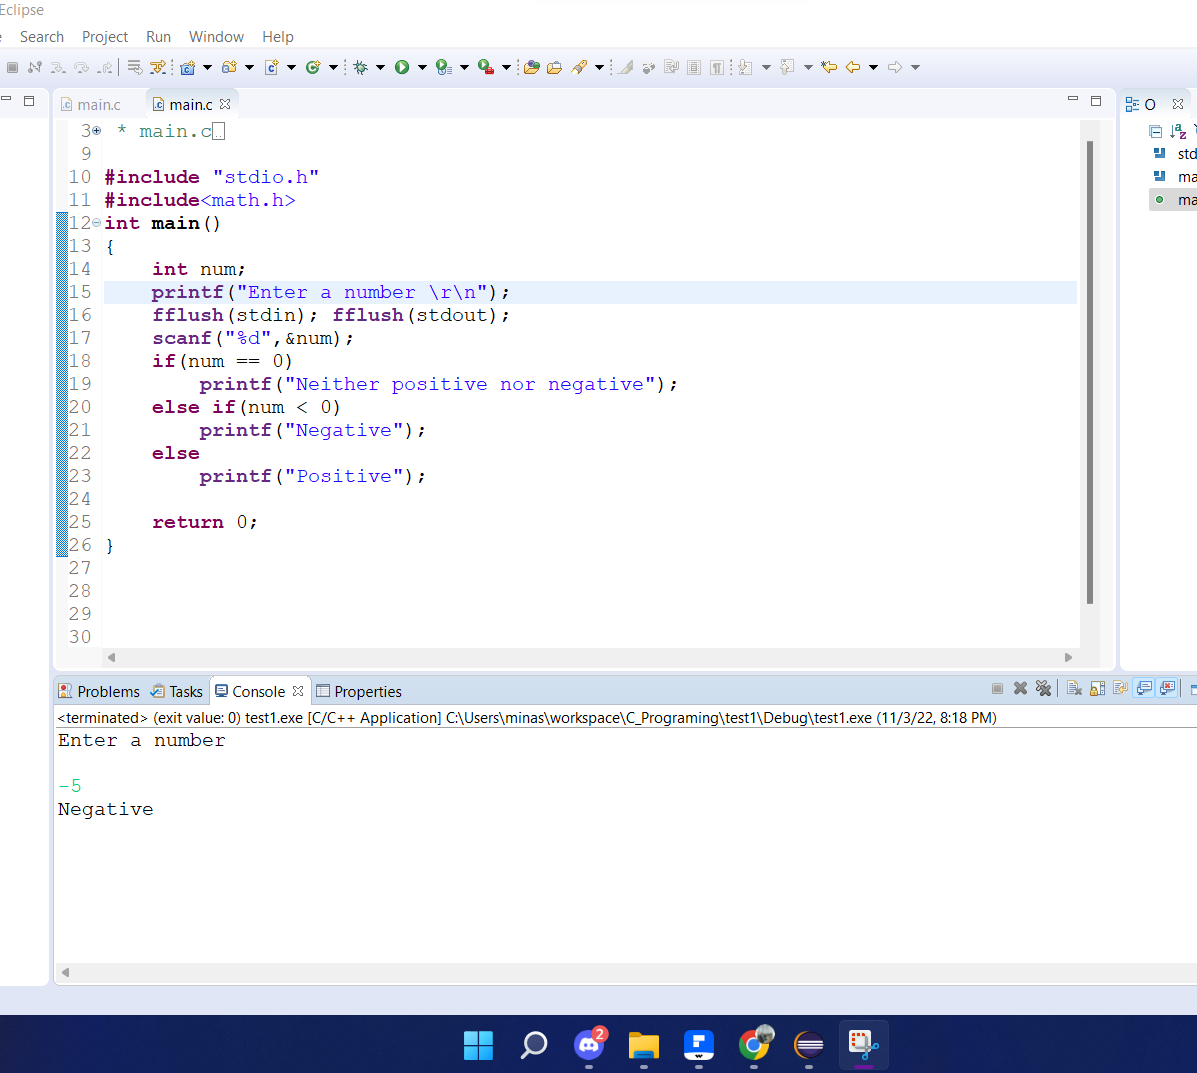 Eclipse
Search Project Run Window Help
main.c main.c O
3 * main.c
9
10 #include "stdio.h"
11 #include<math.h>
12 int main()
13 {
14 int num;
15 printf("Enter a number \r\n");
16 fflush(stdin); fflush(stdout);
17 scanf("%d",&num);
18 if(num == 0)
19 printf("Neither positive nor negative");
20 else if(num < 0)
21 printf("Negative");
22 else
23 printf("Positive");
24
25 return 0;
26 }
27
28
29
30
std
ma
ma
Problems Tasks Console Properties
<terminated> (exit value: 0) test1.exe [C/C++ Application] C:\Users\minas\workspace\C_Programing\test1\Debug\test1.exe (11/3/22, 8:18 PM)
Enter a number
-5
Negative
2